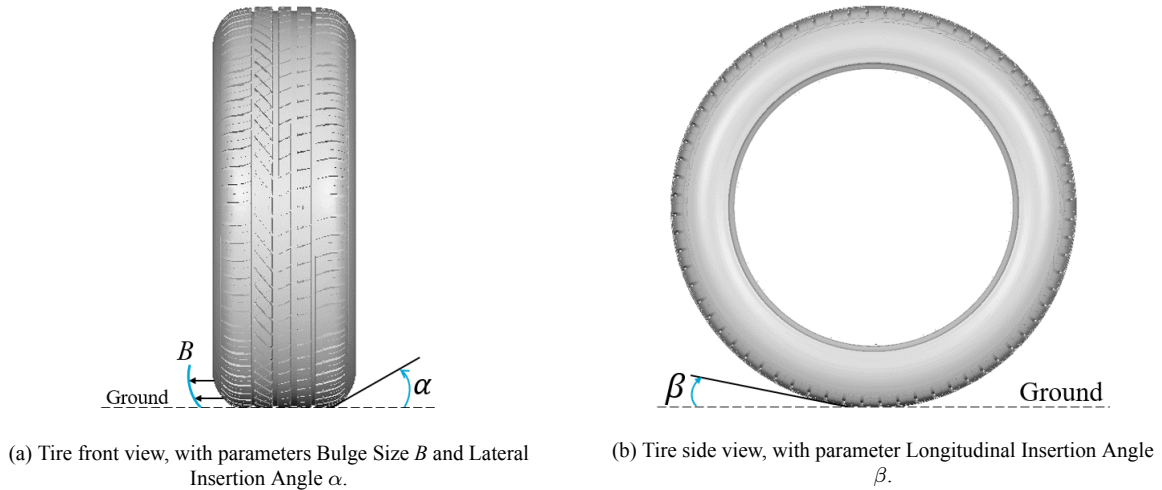 B
Ground
α
(a) Tire front view, with parameters Bulge Size B and Lateral
Insertion Angle α.
β
Ground
(b) Tire side view, with parameter Longitudinal Insertion Angle
β.